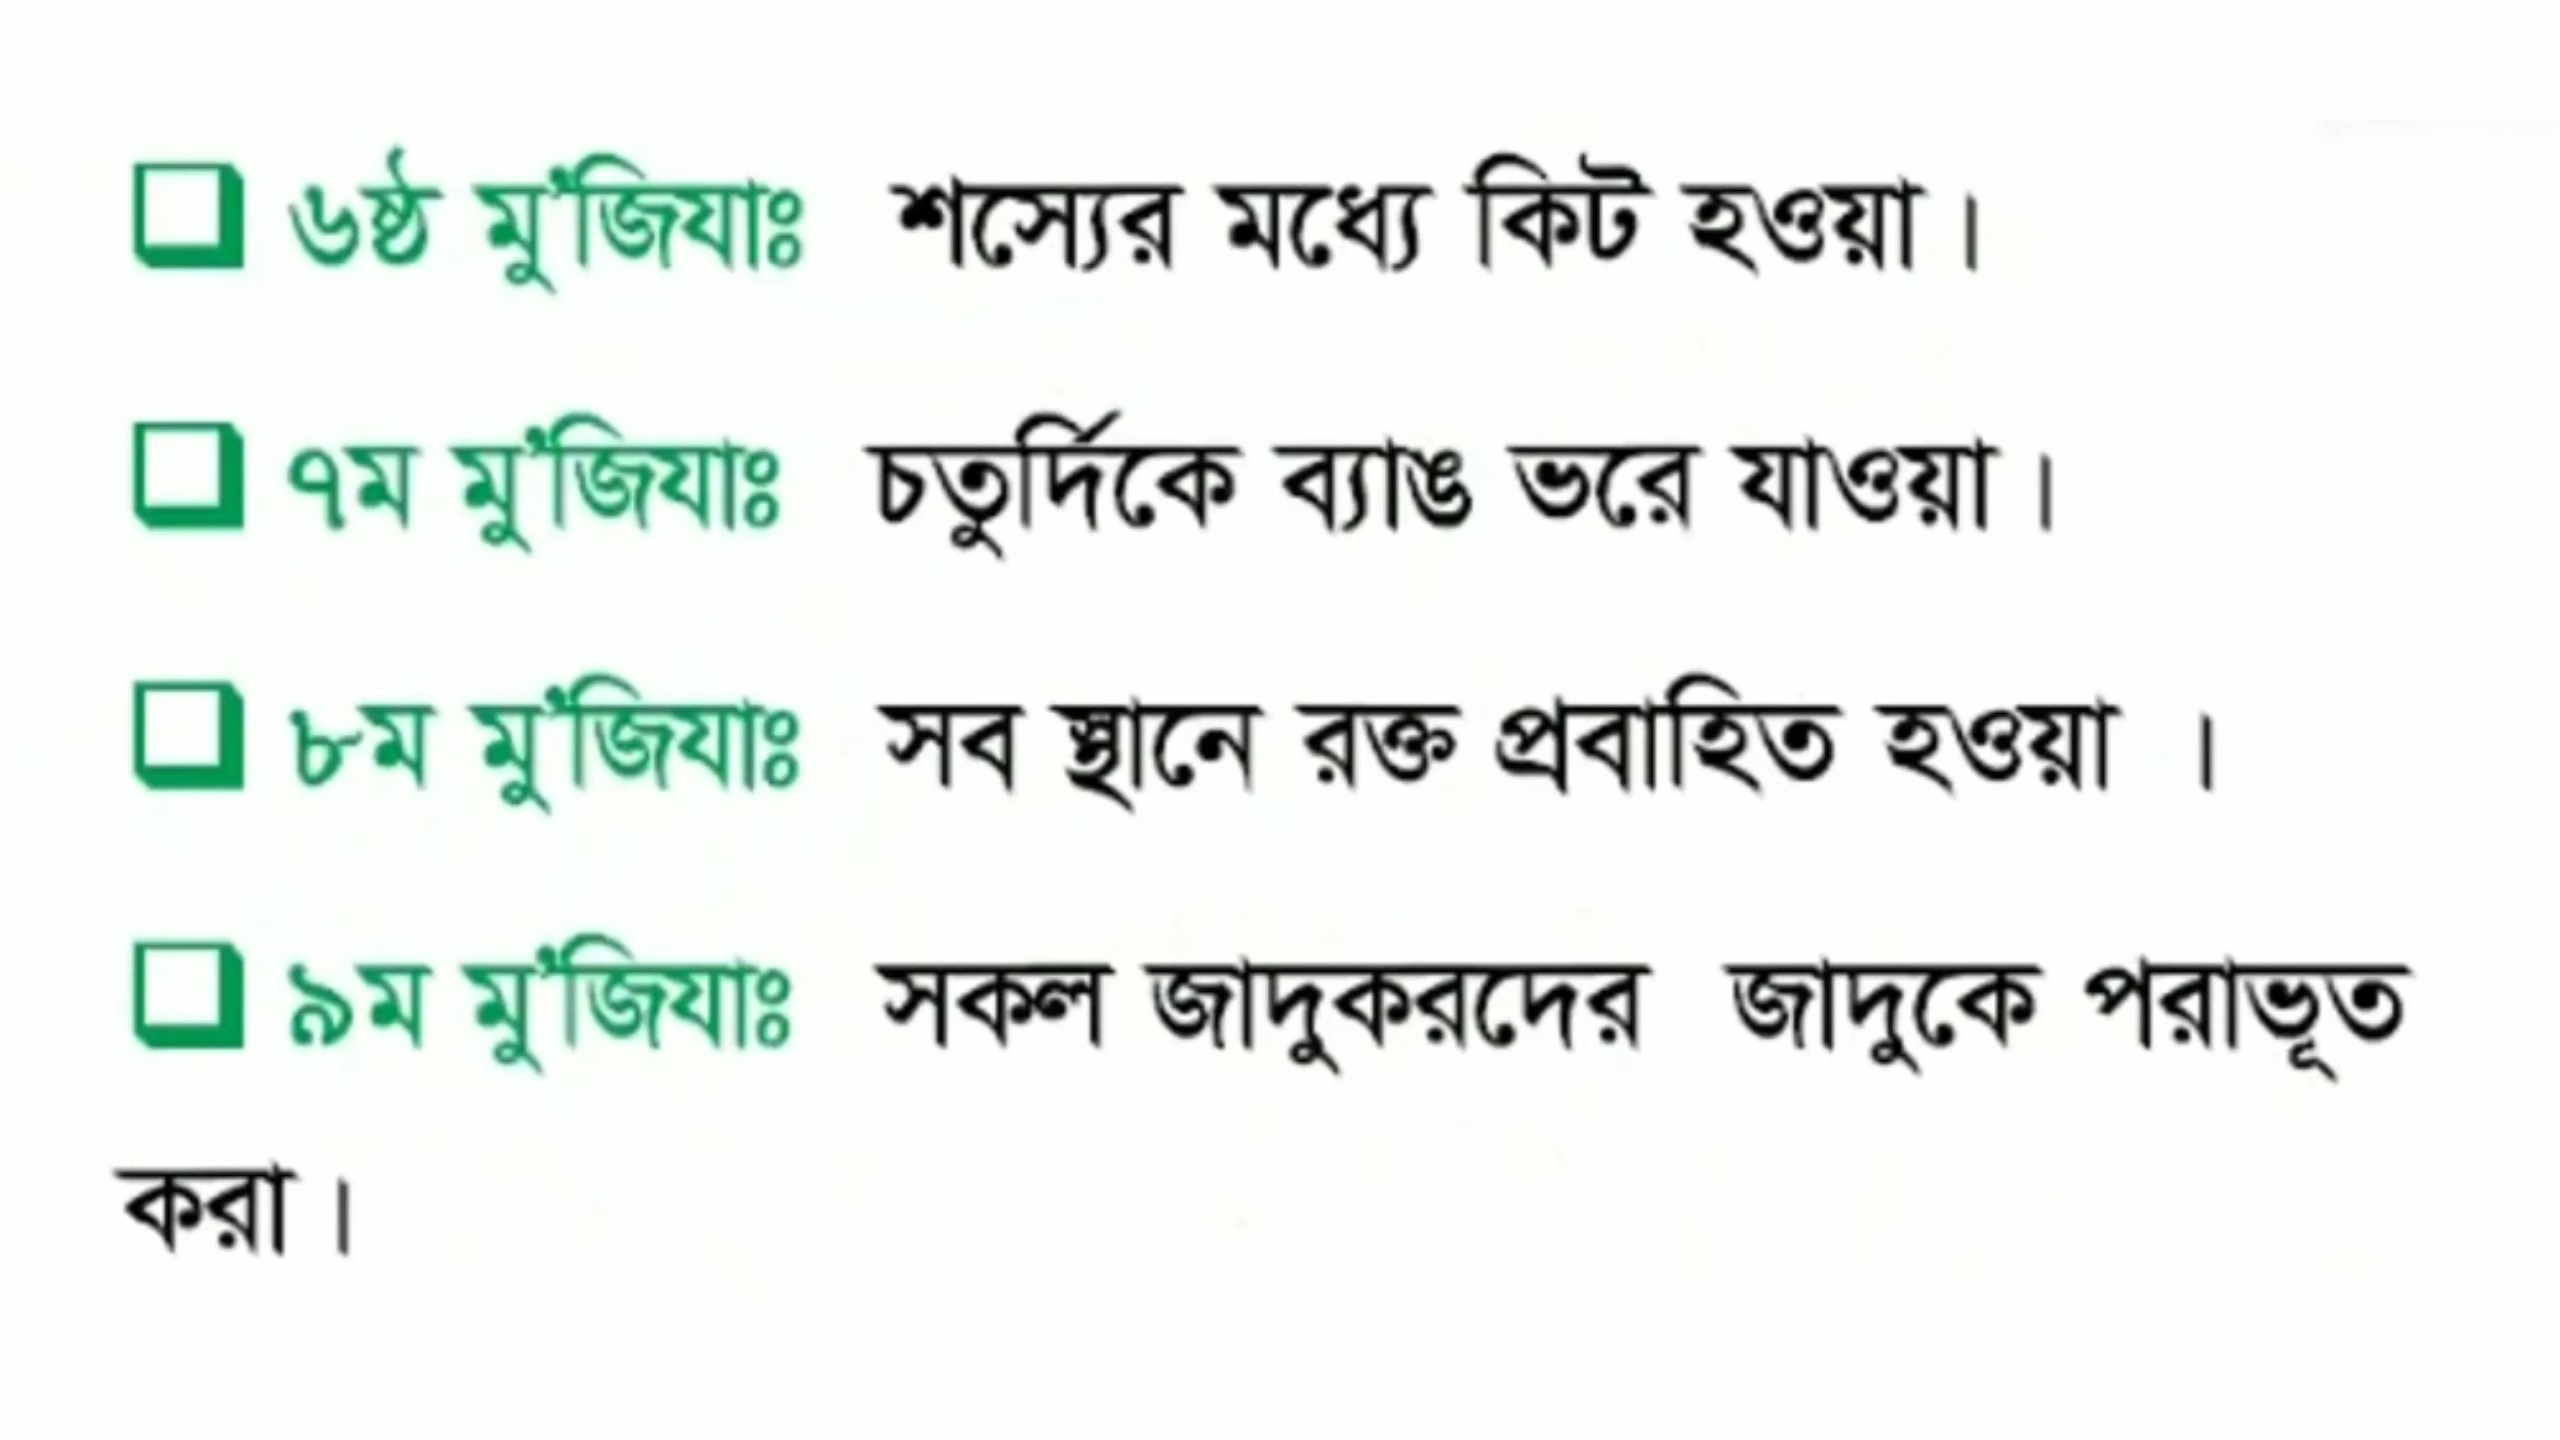 ❑ ৬ষ্ঠ মু'জিযাঃ শস্যের মধ্যে কিট হওয়া।
❑ ৭ম মু'জিযাঃ চতুর্দিকে ব্যাঙ ভরে যাওয়া।
❑ ৮ম মু'জিযাঃ সব স্থানে রক্ত প্রবাহিত হওয়া ।
❑ ৯ম মু'জিযাঃ সকল জাদুকরদের জাদুকে পরাভূত
করা।